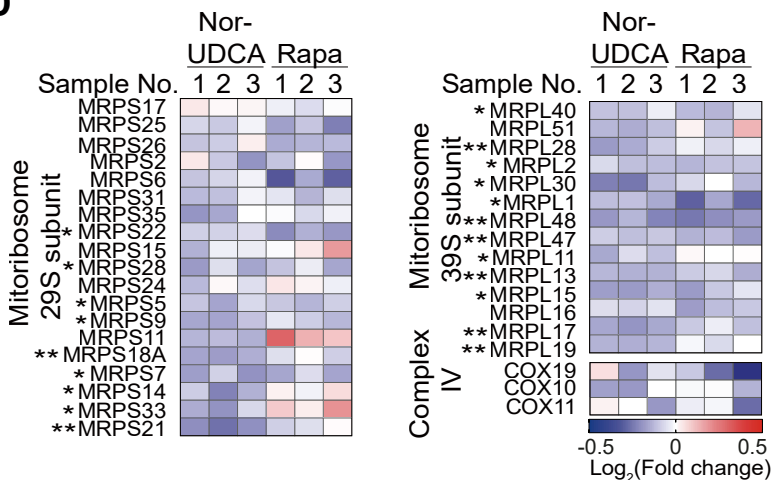 Nor-
UDCA Rapa
Sample No. 1 2 3 1 2 3
Mitoribosome
29S subunit
MRPS17
MRPS25
MRPS26
MRPS2
MRPS6
MRPS31
MRPS35
* MRPS22
MRPS15
* MRPS28
MRPS24
* MRPS5
* MRPS9
MRPS11
** MRPS18A
* MRPS7
* MRPS14
* MRPS33
** MRPS21
Nor-
UDCA Rapa
Sample No. 1 2 3 1 2 3
Mitoribosome
39S subunit
* MRPL40
MRPL51
** MRPL28
* MRPL2
* MRPL30
* MRPL1
** MRPL48
** MRPL47
* MRPL11
** MRPL13
* MRPL15
MRPL16
** MRPL17
** MRPL19
Complex
IV
COX19
COX10
COX11
-0.5 0 0.5
Log2(Fold change)